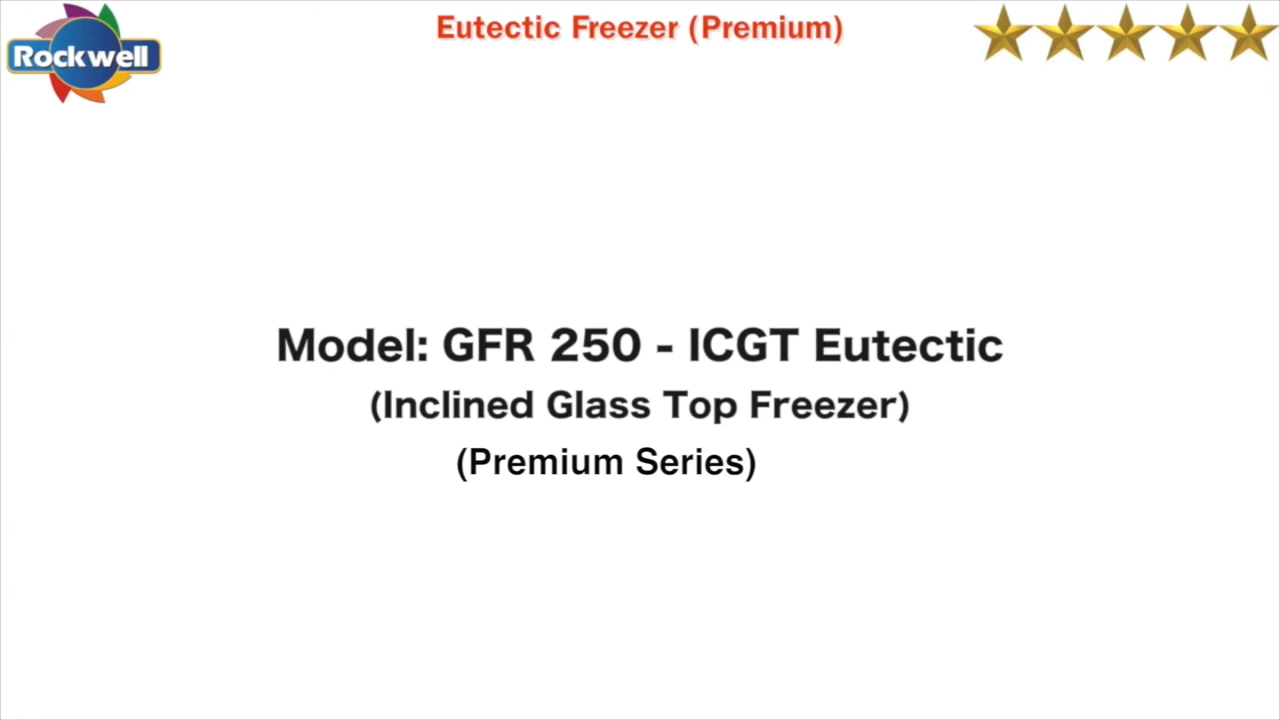 Rockwell
Eutectic Freezer (Premium)
Model: GFR 250 - ICGT Eutectic
(Inclined Glass Top Freezer)
(Premium Series)